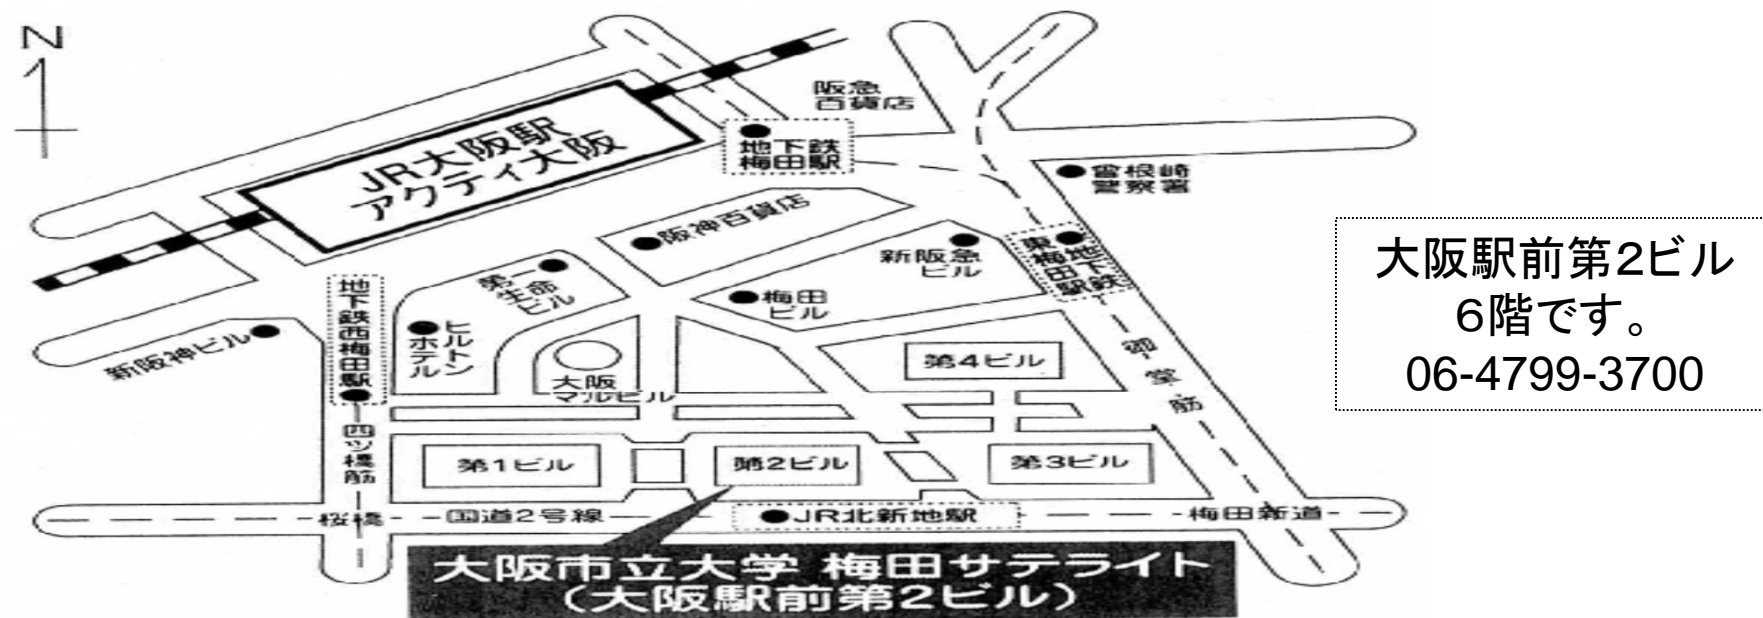 N
JR大阪駅
アクティ大阪
阪急
百貨店
地下鉄
梅田駅
曾根崎
警察署
阪神百貨店
新阪急
ビル
地下鉄
東梅田駅
第一
生命
ビル
梅田
ビル
地下鉄西梅田駅
ヒルトン
ホテル
新阪神ビル
大阪
マルビル
第4ビル
御堂筋
四ツ橋筋
第1ビル
第2ビル
第3ビル
桜橋
国道2号線
JR北新地駅
梅田新道
大阪市立大学 梅田サテライト
(大阪駅前第2ビル)
大阪駅前第2ビル
6階です。
06-4799-3700